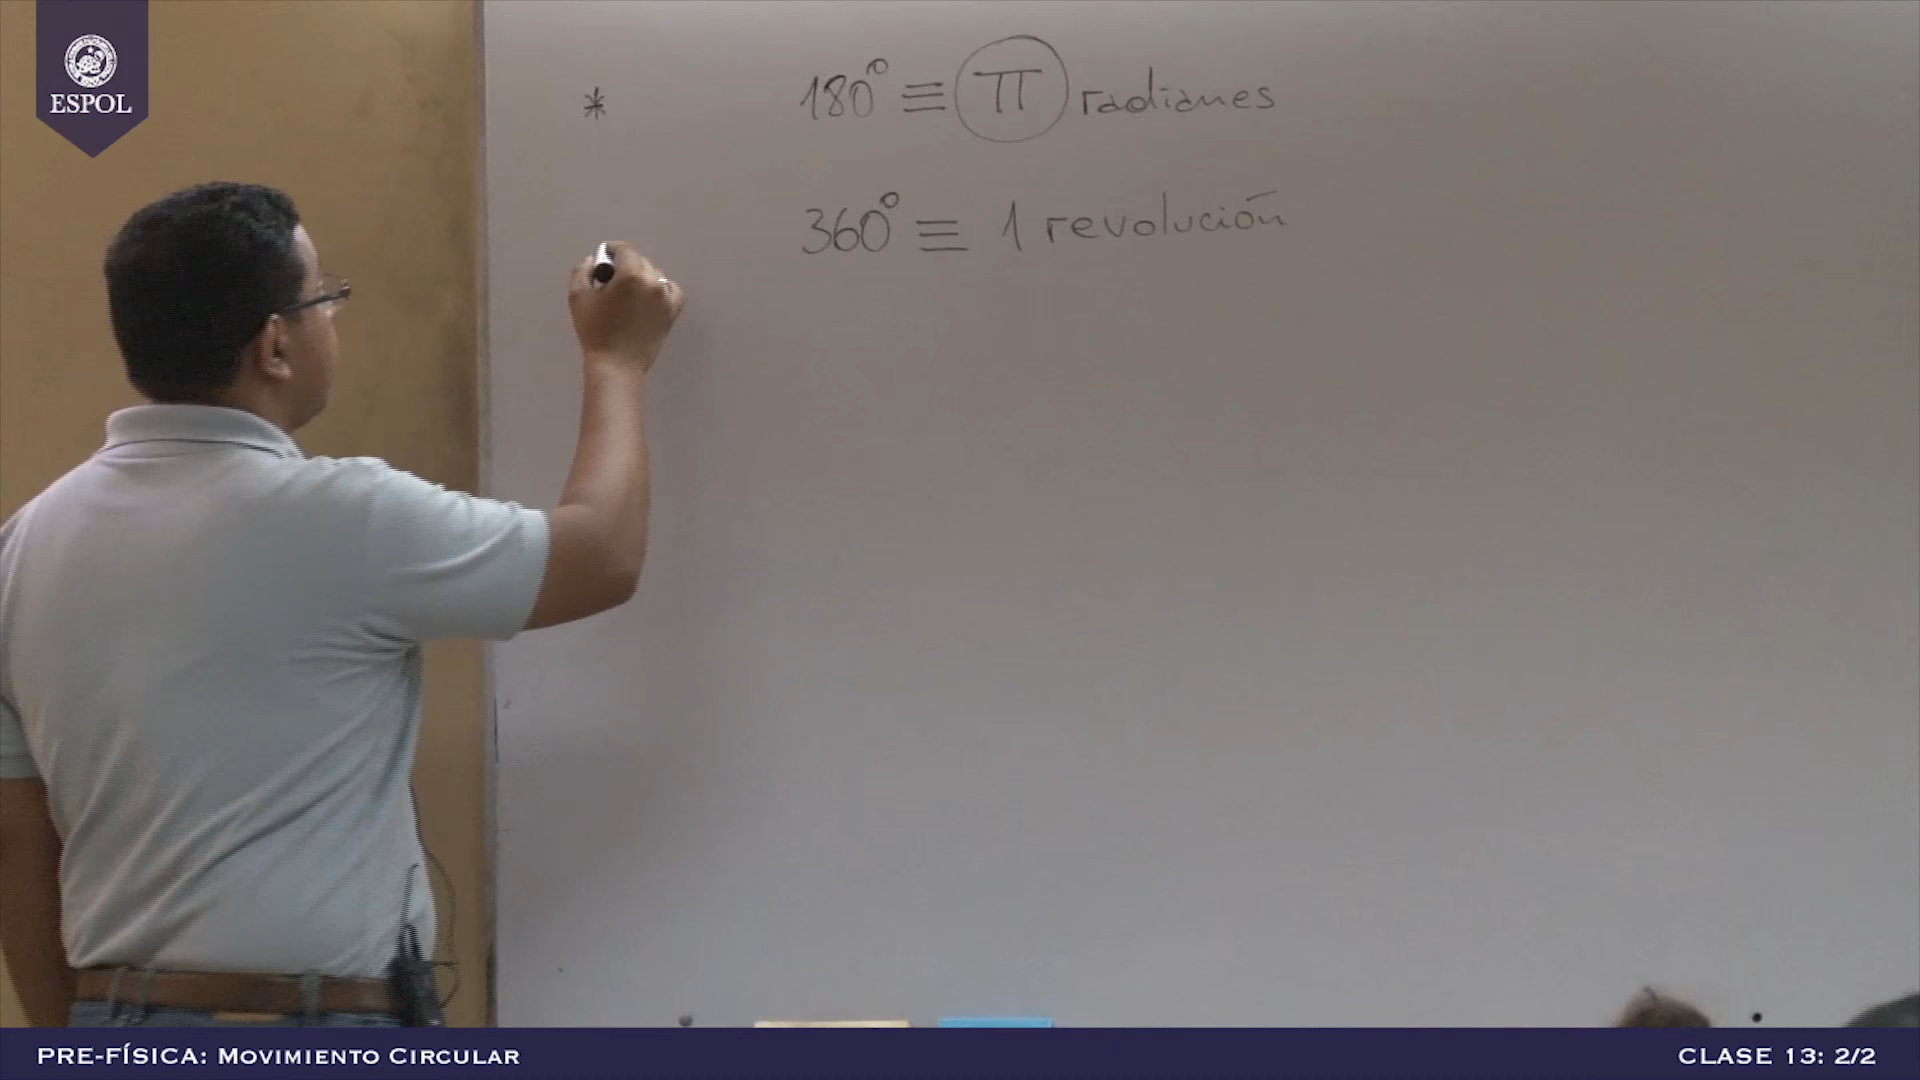 ESPOL
* 180° ≡ π radianes
360° ≡ 1 revolución
PRE-FÍSICA: MOVIMIENTO CIRCULAR
CLASE 13: 2/2